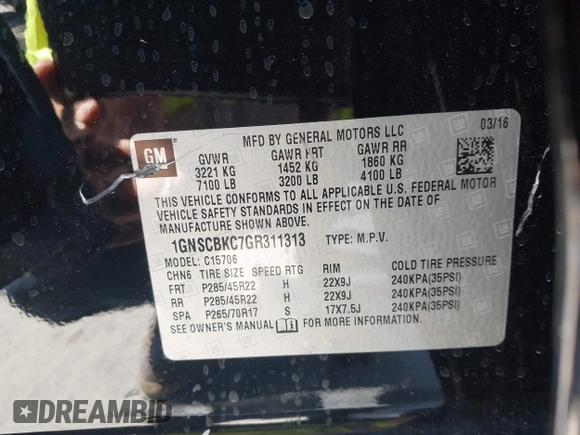 MFD BY GENERAL MOTORS LLC 03/16
GM
GVWR GAWR FRT GAWR RR
3221 KG 1452 KG 1860 KG
7100 LB 3200 LB 4100 LB
THIS VEHICLE CONFORMS TO ALL APPLICABLE U.S. FEDERAL MOTOR
VEHICLE SAFETY STANDARDS IN EFFECT ON THE DATE OF
MANUFACTURE SHOWN ABOVE.
1GNSCBKC7GR311313 TYPE: M.P.V.
MODEL: C15706
CHN6 TIRE SIZE SPEED RTG RIM COLD TIRE PRESSURE
FRT P285/45R22 H 22X9J 240KPA(35PSI)
RR P285/45R22 H 22X9J 240KPA(35PSI)
SPA P265/70R17 S 17X7.5J 240KPA(35PSI)
SEE OWNER'S MANUAL FOR MORE INFORMATION.
DREAMBID